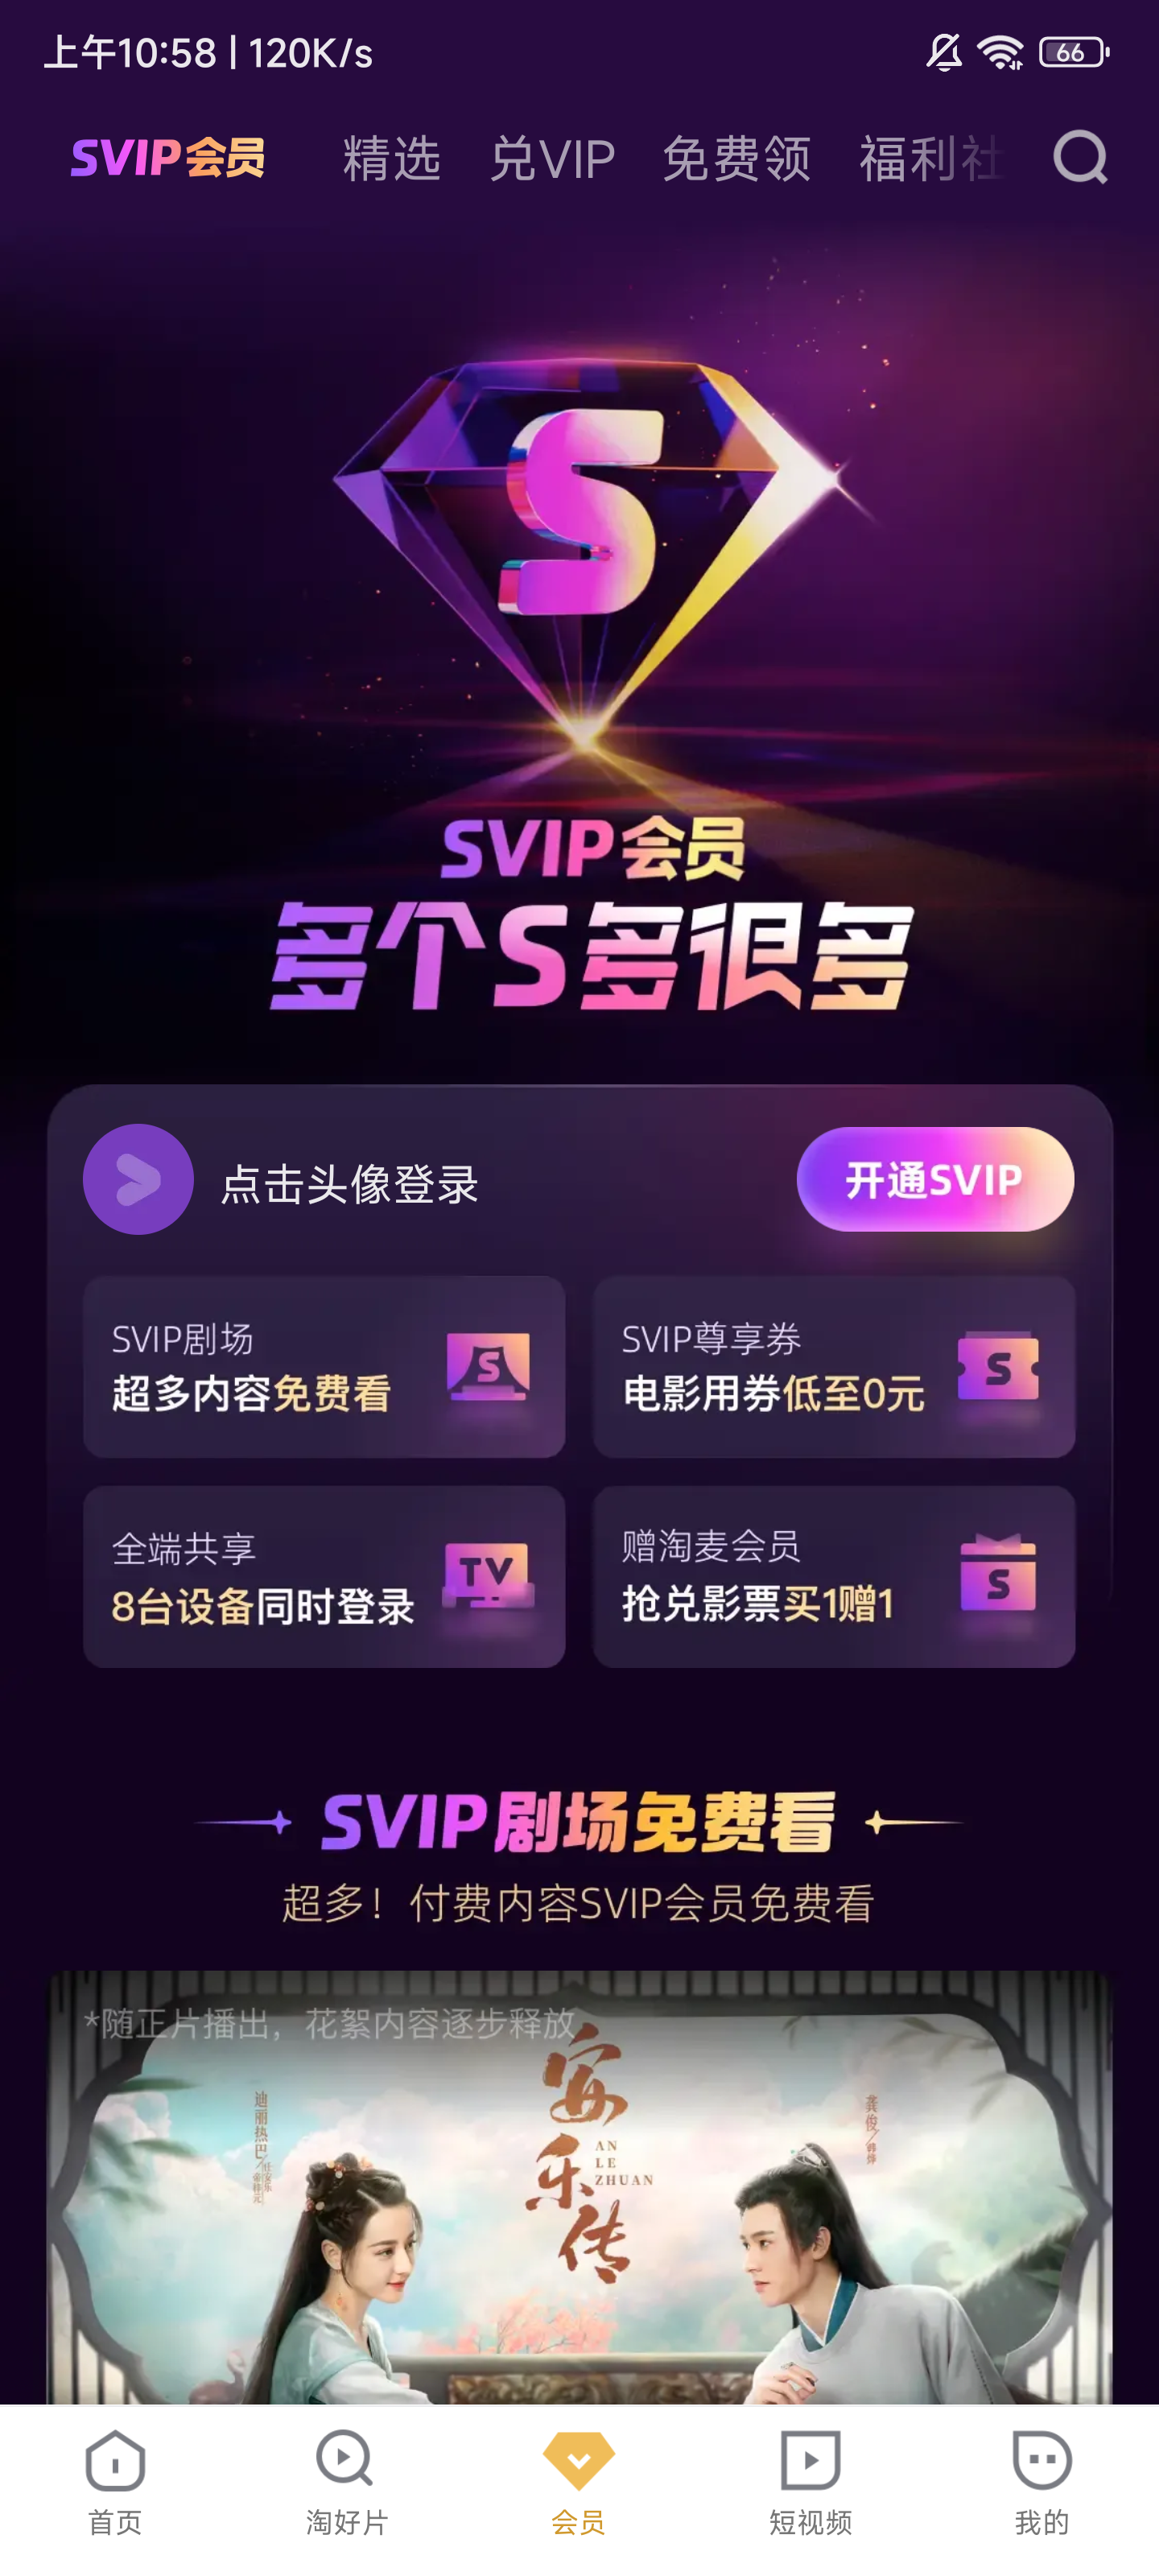 上午10:58 | 120K/s
66
SVIP会员 精选 兑VIP 免费领 福利社
S
SVIP会员
多个S多很多
点击头像登录
开通SVIP
SVIP剧场
超多内容免费看
S
SVIP尊享券
电影用券低至0元
S
全端共享
8台设备同时登录
TV
赠淘麦会员
抢兑影票买1赠1
S
SVIP剧场免费看
超多！付费内容SVIP会员免费看
*随正片播出，花絮内容逐步释放
安乐传
AN
LE
ZHUAN
迪丽热巴
龚俊
首页 淘好片 会员 短视频 我的